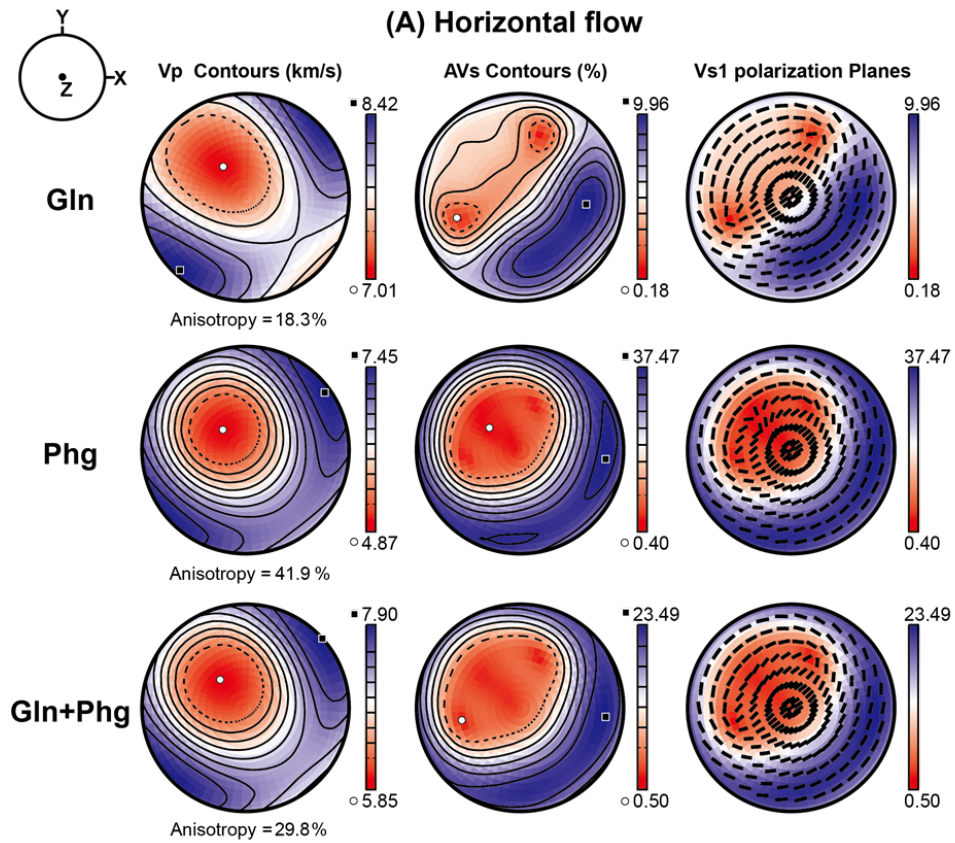 (A) Horizontal flow
Y
X
Z
Vp Contours (km/s)
AVs Contours (%)
Vs1 polarization Planes
Gln
8.42
7.01
Anisotropy = 18.3%
9.96
0.18
9.96
0.18
Phg
7.45
4.87
Anisotropy = 41.9 %
37.47
0.40
37.47
0.40
Gln+Phg
7.90
5.85
Anisotropy = 29.8%
23.49
0.50
23.49
0.50